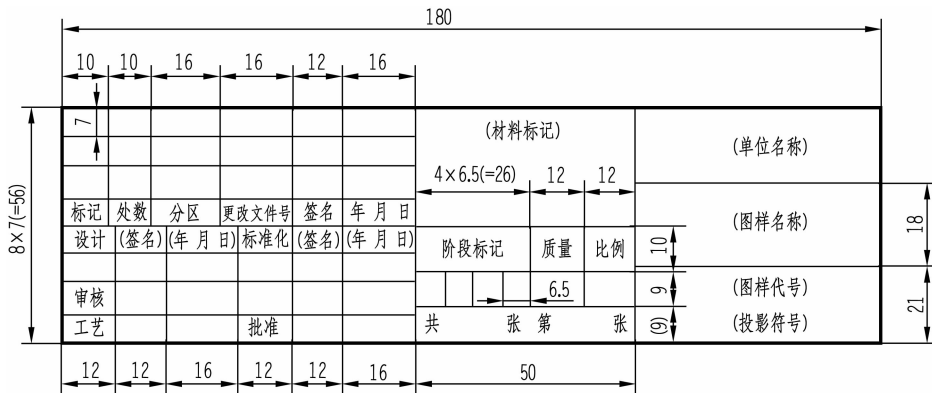 180
10 10 16 16 12 16
7
(材料标记)
(单位名称)
4×6.5(=26) 12 12
8×7(=56)
标记 处数 分区 更改文件号 签名 年 月 日
(图样名称)
18
设计 (签名) (年 月 日) 标准化 (签名) (年 月 日)
阶段标记 质量 比例 10
审核
6.5 9
(图样代号)
21
工艺 批准
共 张 第 张 (9)
(投影符号)
12 12 16 12 12 16 50